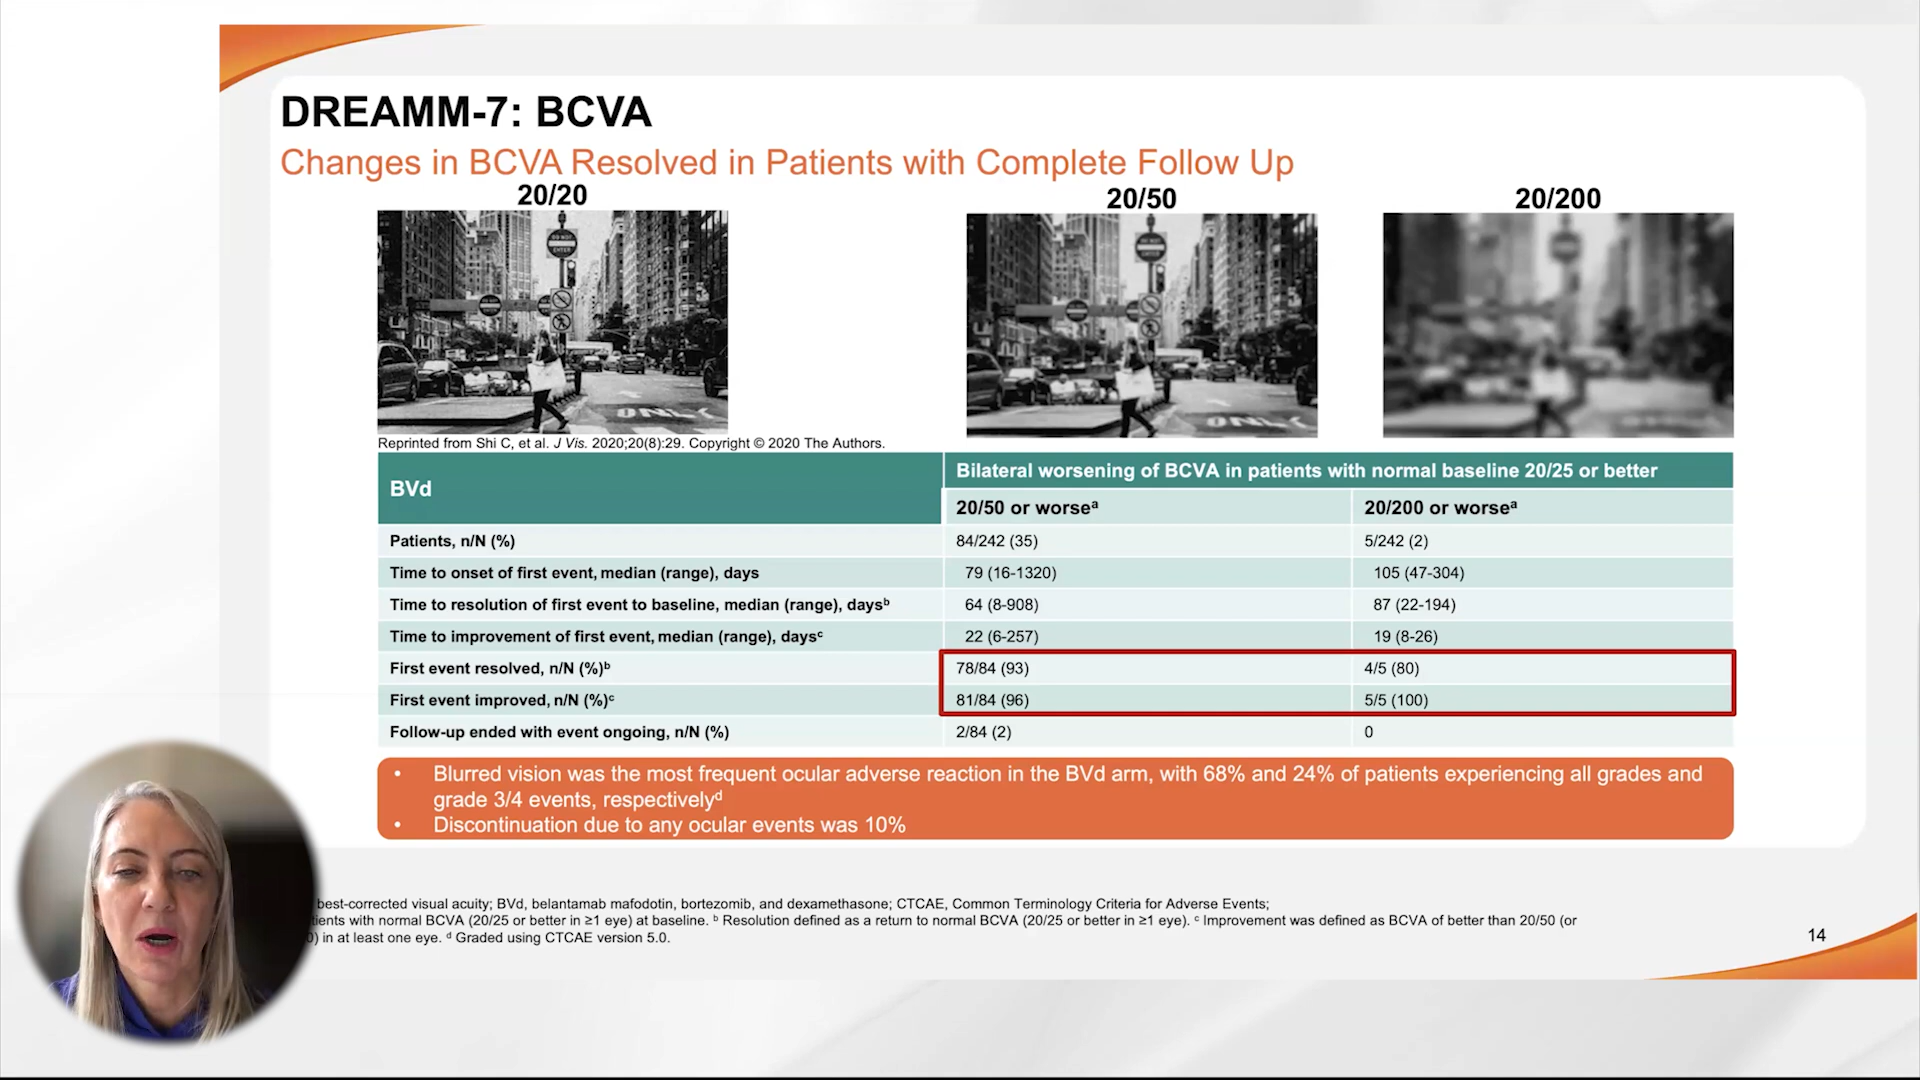 DREAMM-7: BCVA
Changes in BCVA Resolved in Patients with Complete Follow Up
20/20
20/50
20/200
DO NOT
ENTER
ONLY
Reprinted from Shi C, et al. J Vis. 2020;20(8):29. Copyright © 2020 The Authors.
BVd
Bilateral worsening of BCVA in patients with normal baseline 20/25 or better
20/50 or worseᵃ
20/200 or worseᵃ
Patients, n/N (%)
84/242 (35)
5/242 (2)
Time to onset of first event, median (range), days
79 (16-1320)
105 (47-304)
Time to resolution of first event to baseline, median (range), daysᵇ
64 (8-908)
87 (22-194)
Time to improvement of first event, median (range), daysᶜ
22 (6-257)
19 (8-26)
First event resolved, n/N (%)ᵇ
78/84 (93)
4/5 (80)
First event improved, n/N (%)ᶜ
81/84 (96)
5/5 (100)
Follow-up ended with event ongoing, n/N (%)
2/84 (2)
0
• Blurred vision was the most frequent ocular adverse reaction in the BVd arm, with 68% and 24% of patients experiencing all grades and
grade 3/4 events, respectivelyᵈ
• Discontinuation due to any ocular events was 10%
best-corrected visual acuity; BVd, belantamab mafodotin, bortezomib, and dexamethasone; CTCAE, Common Terminology Criteria for Adverse Events;
with normal BCVA (20/25 or better in ≥1 eye) at baseline. ᵇ Resolution defined as a return to normal BCVA (20/25 or better in ≥1 eye). ᶜ Improvement was defined as BCVA of better than 20/50 (or
in at least one eye. ᵈ Graded using CTCAE version 5.0.
14